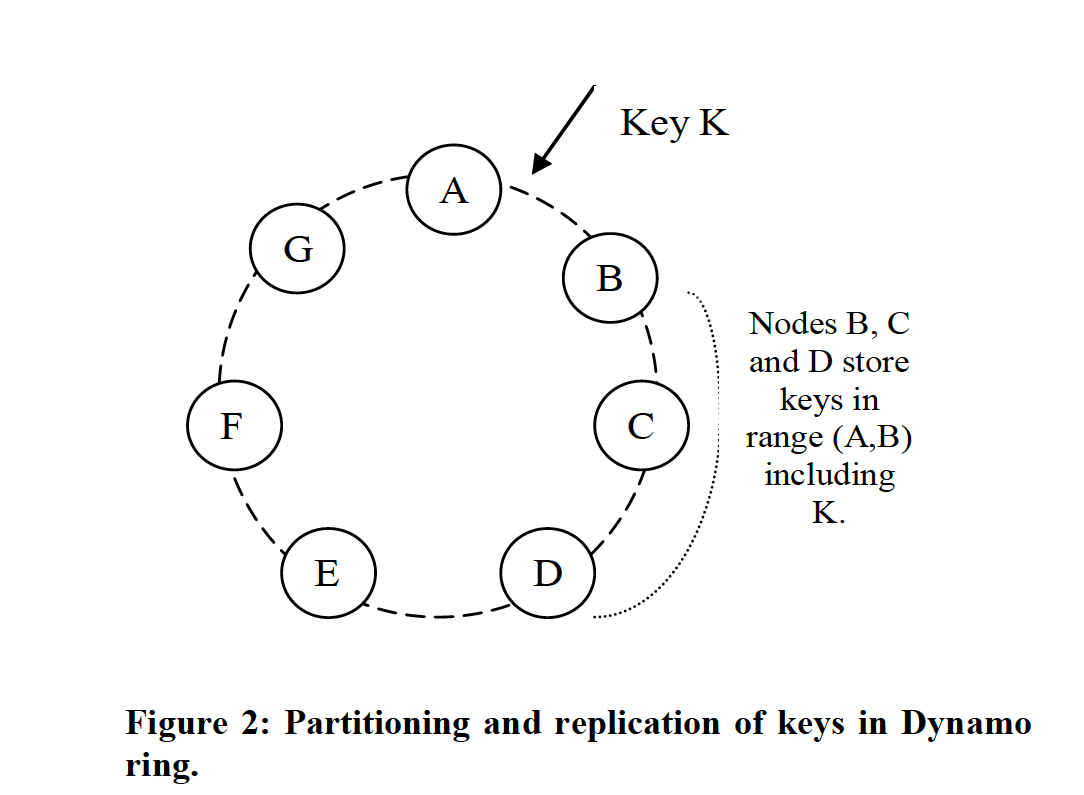 Key K
A
G
B
Nodes B, C
and D store
keys in
range (A,B)
including
K.
F
C
E
D
Figure 2: Partitioning and replication of keys in Dynamo
ring.